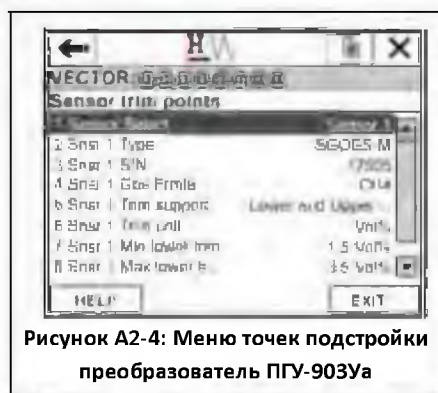 NECTOR
Sensor trim points
2 Snsr 1 Type SGOES-M
3 Snsr 1 S/N
4 Snsr 1 Gas Frmla CH4
5 Snsr 1 Trim support Lower and Upper
6 Snsr 1 Trim unit Volts
7 Snsr 1 Min lower trim 1.5 Volts
8 Snsr 1 Max lower 3.5 Volts
HELP EXIT
Рисунок А2-4: Меню точек подстройки
преобразователь ПГУ-903Уа